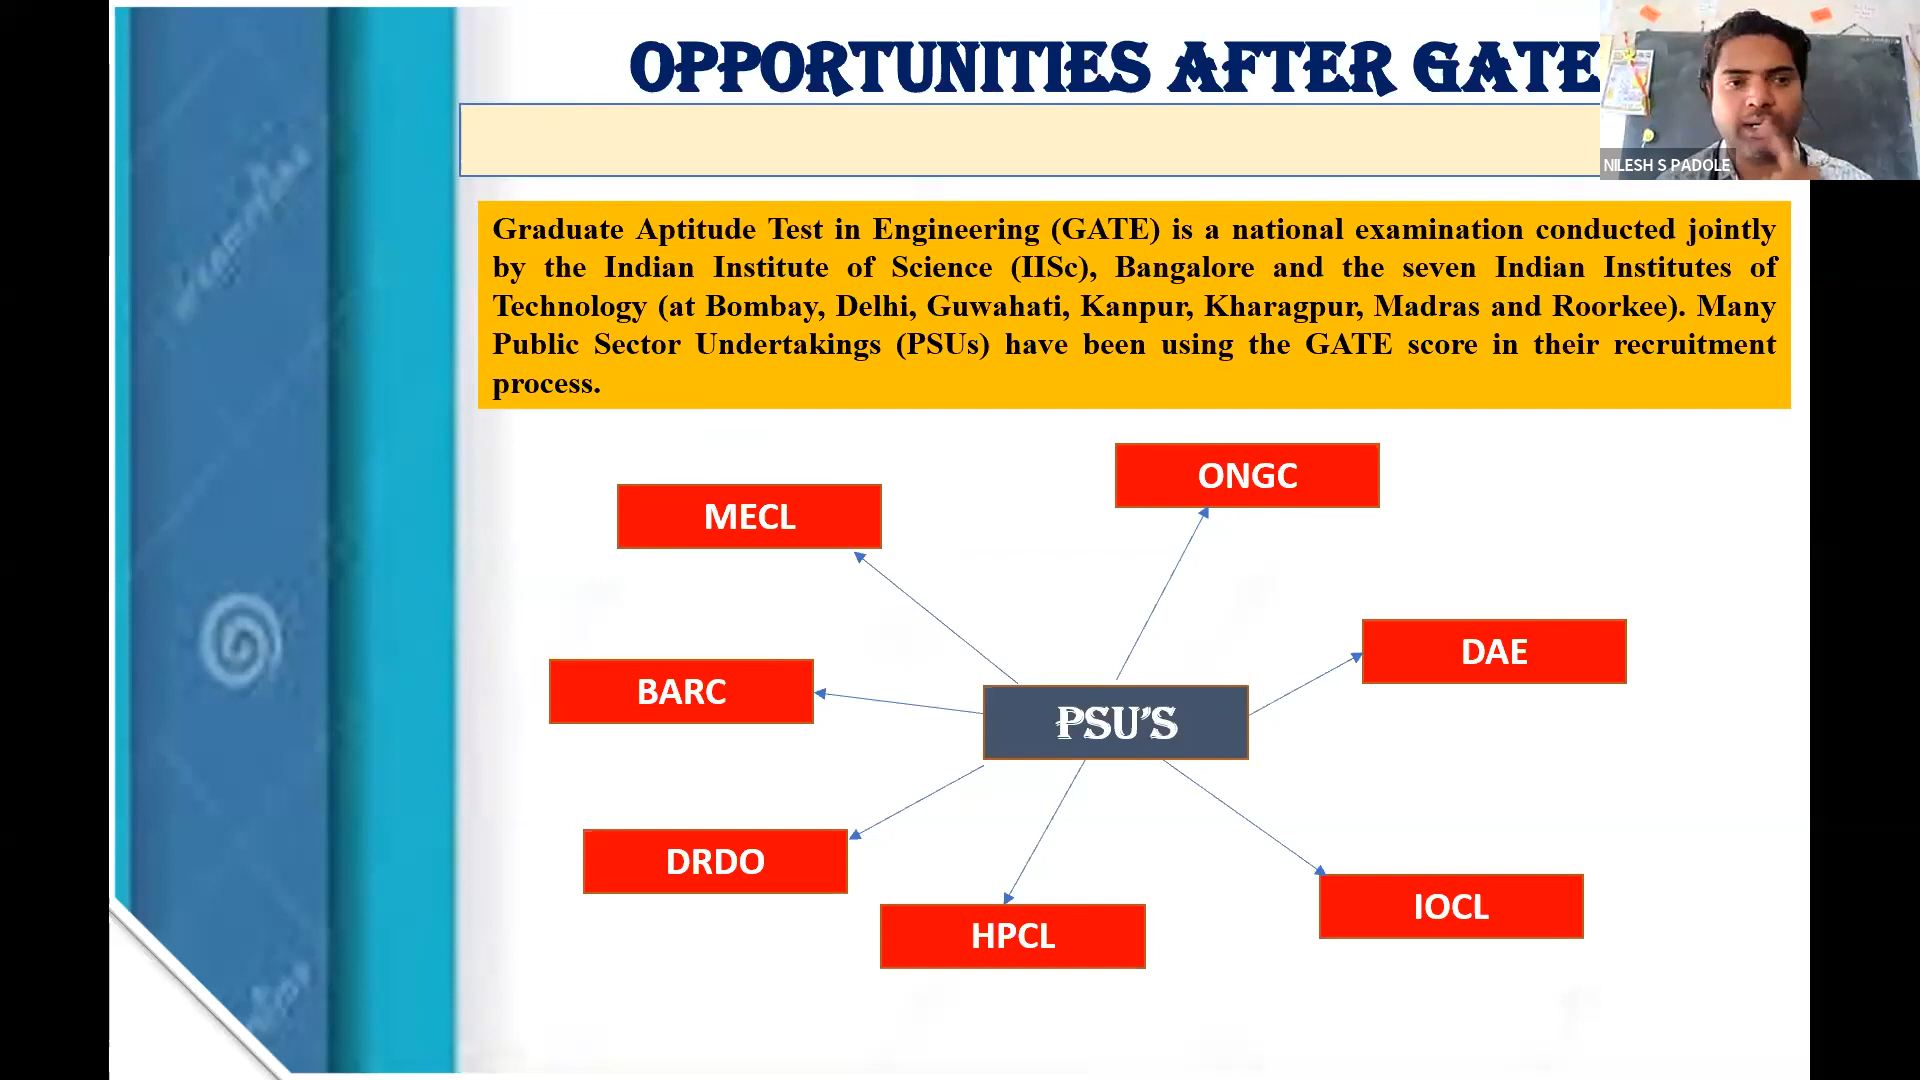 OPPORTUNITIES AFTER GATE
NILESH S PADOLE
Graduate Aptitude Test in Engineering (GATE) is a national examination conducted jointly
by the Indian Institute of Science (IISc), Bangalore and the seven Indian Institutes of
Technology (at Bombay, Delhi, Guwahati, Kanpur, Kharagpur, Madras and Roorkee). Many
Public Sector Undertakings (PSUs) have been using the GATE score in their recruitment
process.
ONGC
MECL
DAE
BARC
PSU'S
DRDO
IOCL
HPCL